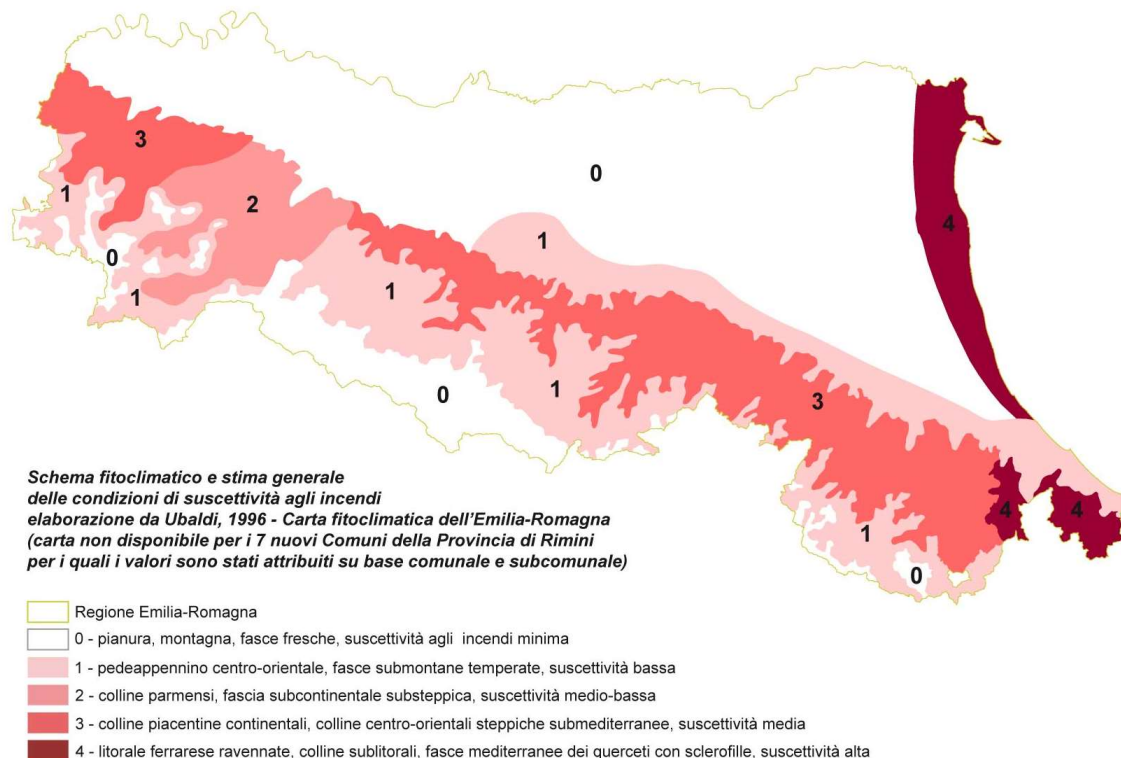 3
1
2
0
0
1
4
1
1
0
1
3
4
4
1
0
Schema fitoclimatico e stima generale
delle condizioni di suscettività agli incendi
elaborazione da Ubaldi, 1996 - Carta fitoclimatica dell'Emilia-Romagna
(carta non disponibile per i 7 nuovi Comuni della Provincia di Rimini
per i quali i valori sono stati attribuiti su base comunale e subcomunale)
Regione Emilia-Romagna
0 - pianura, montagna, fasce fresche, suscettività agli incendi minima
1 - pedeappennino centro-orientale, fasce submontane temperate, suscettività bassa
2 - colline parmensi, fascia subcontinentale substeppica, suscettività medio-bassa
3 - colline piacentine continentali, colline centro-orientali steppiche submediterranee, suscettività media
4 - litorale ferrarese ravennate, colline sublitorali, fasce mediterranee dei querceti con sclerofille, suscettività alta